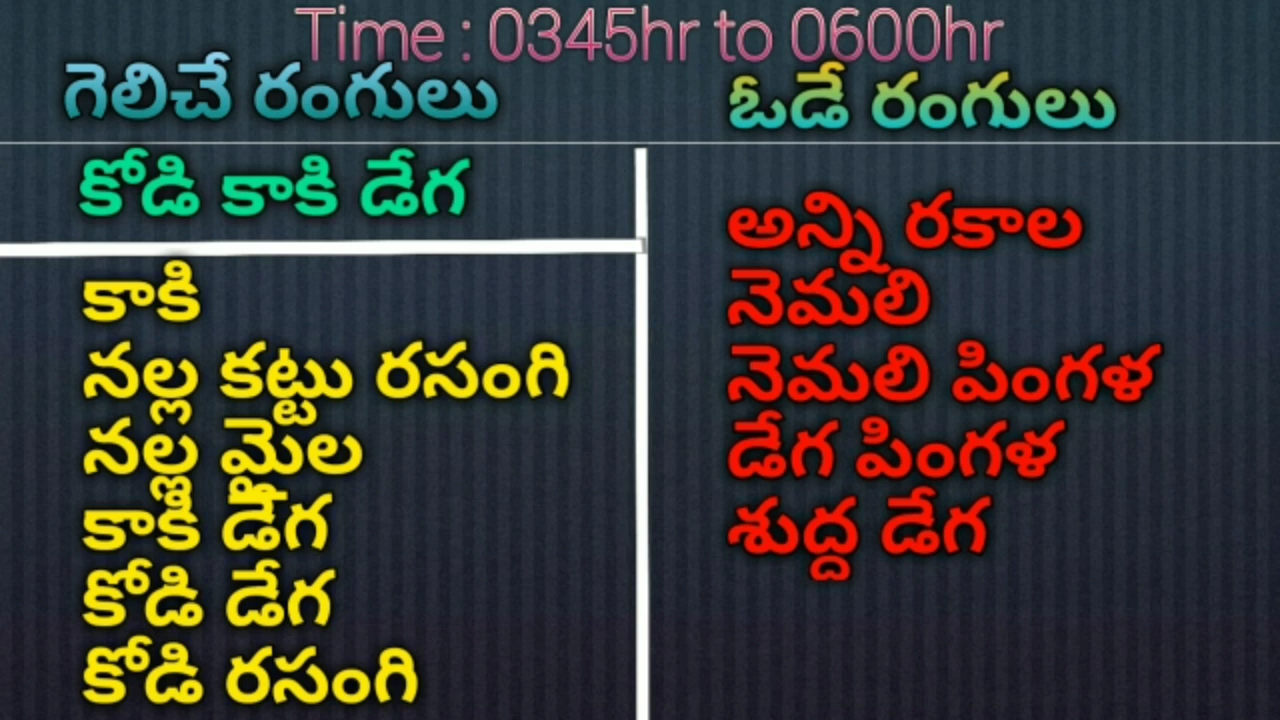 Time : 0345hr to 0600hr
గెలిచే రంగులు
ఓడే రంగులు
కోడి కాకి డేగ
కాకి
నల్ల కట్టు రసంగి
నల్ల మైల
కాకి డేగ
కోడి డేగ
కోడి రసంగి
అన్ని రకాల
నెమలి
నెమలి పింగళ
డేగ పింగళ
శుద్ద డేగ